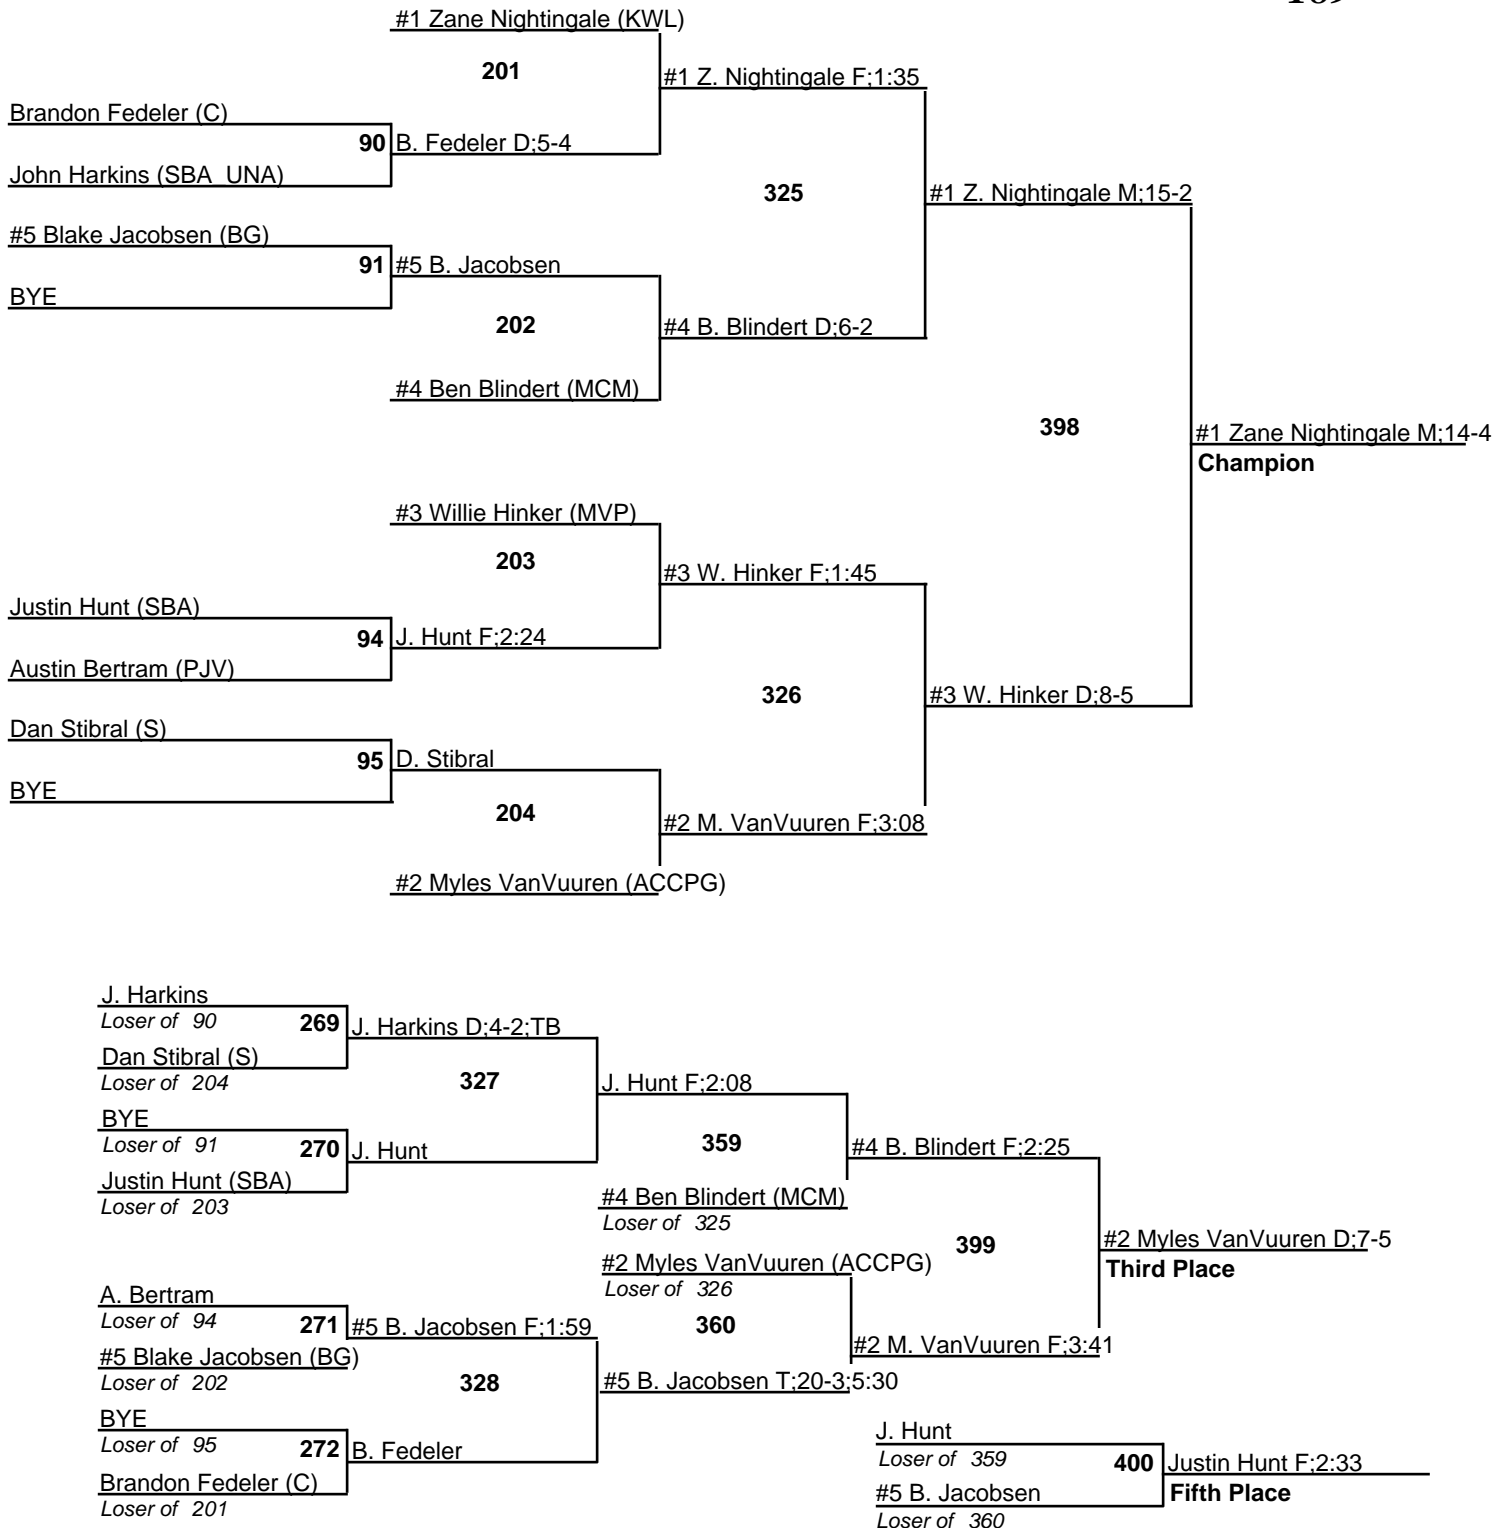 #1 Zane Nightingale (KWL)
201
#1 Z. Nightingale F;1:35
Brandon Fedeler (C)
90 B. Fedeler D;5-4
John Harkins (SBA UNA)
325
#1 Z. Nightingale M;15-2
#5 Blake Jacobsen (BG)
91 #5 B. Jacobsen
BYE
202
#4 B. Blindert D;6-2
#4 Ben Blindert (MCM)
398
#1 Zane Nightingale M;14-4
Champion
#3 Willie Hinker (MVP)
203
#3 W. Hinker F;1:45
Justin Hunt (SBA)
94 J. Hunt F;2:24
Austin Bertram (PJV)
326
#3 W. Hinker D;8-5
Dan Stibral (S)
95 D. Stibral
BYE
204
#2 M. VanVuuren F;3:08
#2 Myles VanVuuren (ACCPG)
J. Harkins
Loser of 90
269 J. Harkins D;4-2;TB
Dan Stibral (S)
Loser of 204
327
J. Hunt F;2:08
BYE
Loser of 91
270 J. Hunt
359
#4 B. Blindert F;2:25
Justin Hunt (SBA)
Loser of 203
#4 Ben Blindert (MCM)
Loser of 325
399
#2 Myles VanVuuren D;7-5
Third Place
#2 Myles VanVuuren (ACCPG)
Loser of 326
A. Bertram
Loser of 94
271 #5 B. Jacobsen F;1:59
360
#2 M. VanVuuren F;3:41
#5 Blake Jacobsen (BG)
Loser of 202
328
#5 B. Jacobsen T;20-3;5:30
BYE
Loser of 95
272 B. Fedeler
Brandon Fedeler (C)
Loser of 201
J. Hunt
Loser of 359
400 Justin Hunt F;2:33
#5 B. Jacobsen
Fifth Place
Loser of 360